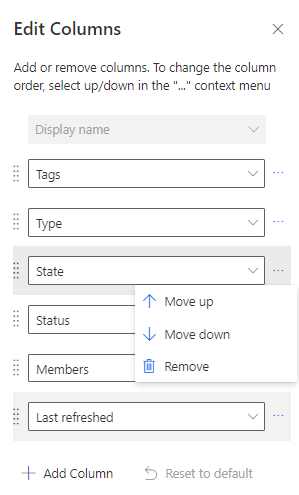 Edit Columns
Add or remove columns. To change the column
order, select up/down in the "..." context menu
Display name
Tags
Type
State
Move up
Status
Move down
Members
Remove
Last refreshed
Add Column
Reset to default